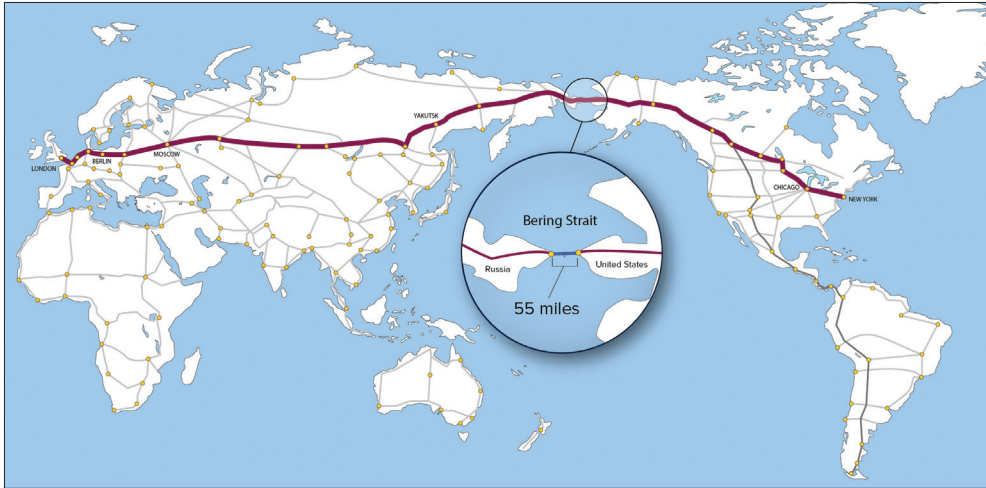 YAKUTSK
MOSCOW
BERLIN
LONDON
CHICAGO
NEW YORK
Bering Strait
Russia
United States
55 miles